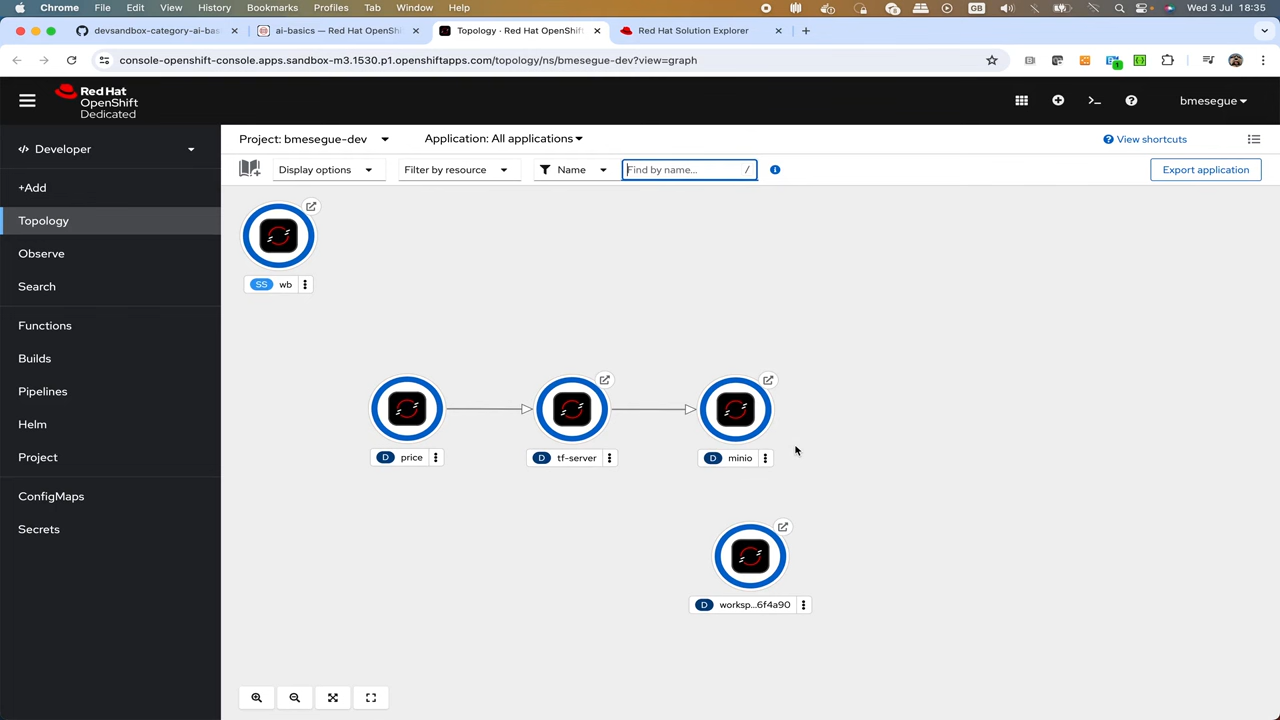 Chrome File Edit View History Bookmarks Profiles Tab Window Help Wed 3 Jul 18:35
devsandbox-category-ai-bas
ai-basics — Red Hat OpenShi
Topology · Red Hat OpenShift
Red Hat Solution Explorer
console-openshift-console.apps.sandbox-m3.1530.p1.openshiftapps.com/topology/ns/bmesegue-dev?view=graph
Red Hat
OpenShift
Dedicated
bmesegue
Developer
+Add
Topology
Observe
Search
Functions
Builds
Pipelines
Helm
Project
ConfigMaps
Secrets
Project: bmesegue-dev
Application: All applications
View shortcuts
Display options
Filter by resource
Name
Find by name... /
Export application
SS wb
D price
D tf-server
D minio
D worksp...6f4a90